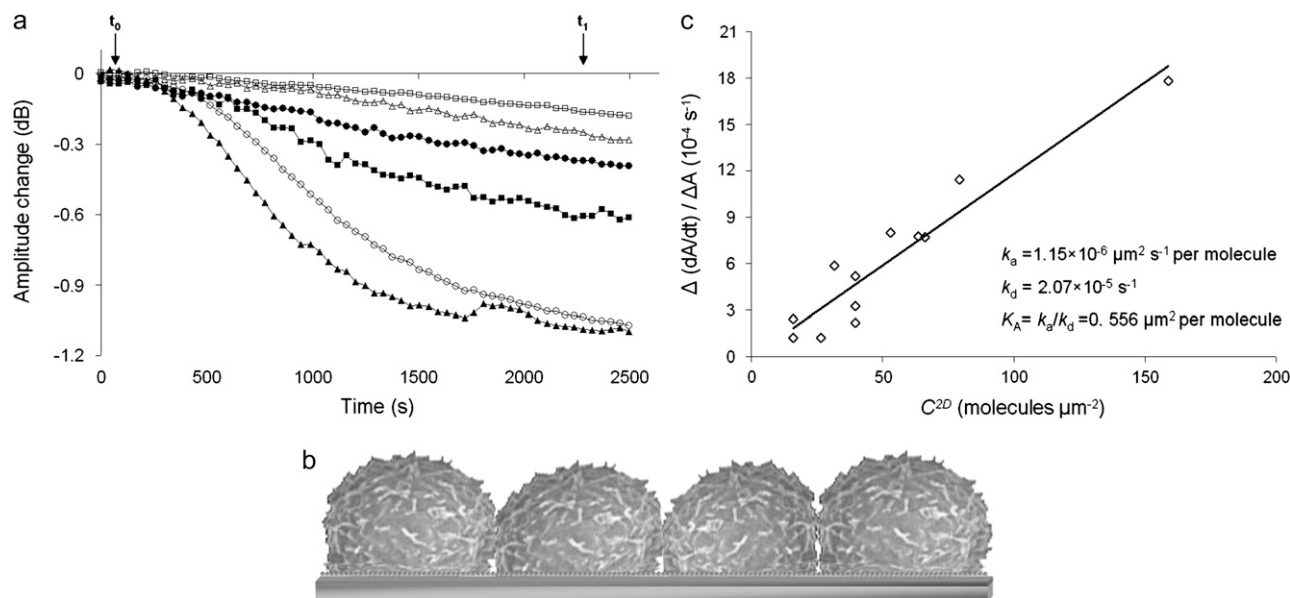 a
t0 t1
0
-0.3
-0.6
-0.9
-1.2
Amplitude change (dB)
0 500 1000 1500 2000 2500
Time (s)
c
21
18
15
12
9
6
3
0
Δ (dA/dt) / ΔA (10⁻⁴ s⁻¹)
kₐ =1.15×10⁻⁶ µm² s⁻¹ per molecule
k_d = 2.07×10⁻⁵ s⁻¹
K_A= kₐ/k_d =0. 556 µm² per molecule
0 50 100 150 200
C²ᴰ (molecules µm⁻²)
b